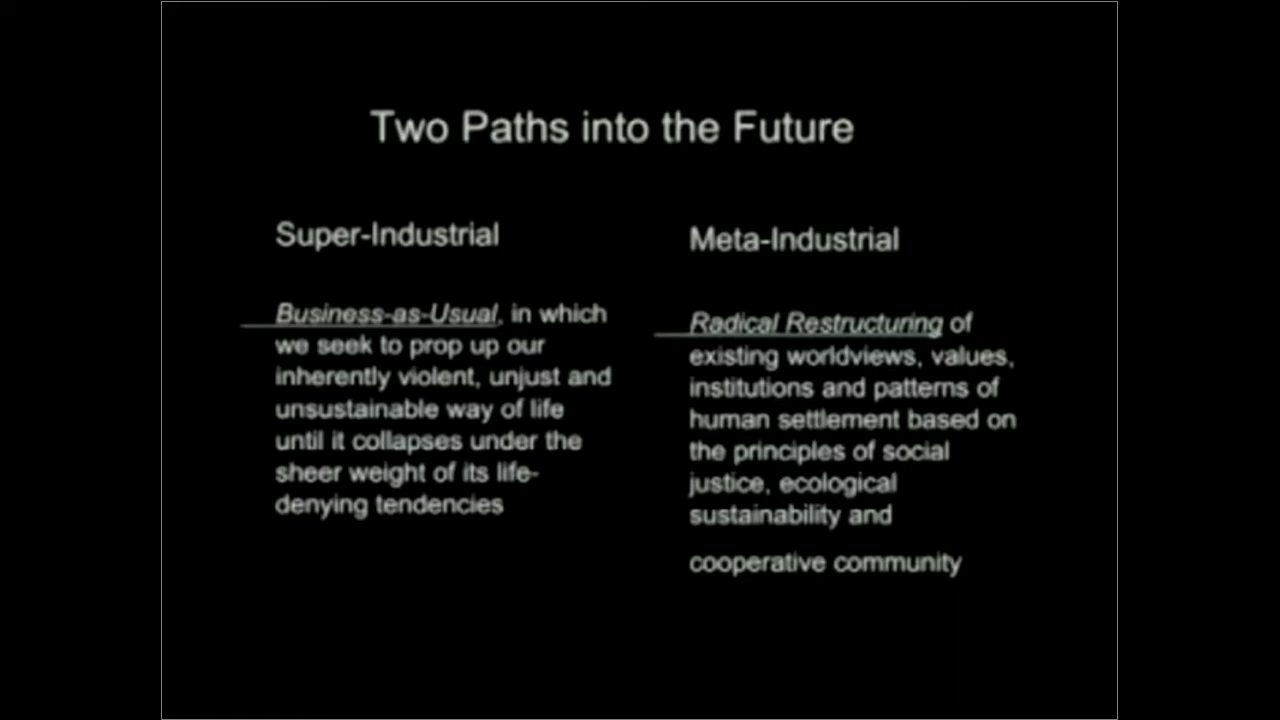 Two Paths into the Future
Super-Industrial
Business-as-Usual, in which
we seek to prop up our
inherently violent, unjust and
unsustainable way of life
until it collapses under the
sheer weight of its life-
denying tendencies
Meta-Industrial
Radical Restructuring of
existing worldviews, values,
institutions and patterns of
human settlement based on
the principles of social
justice, ecological
sustainability and
cooperative community